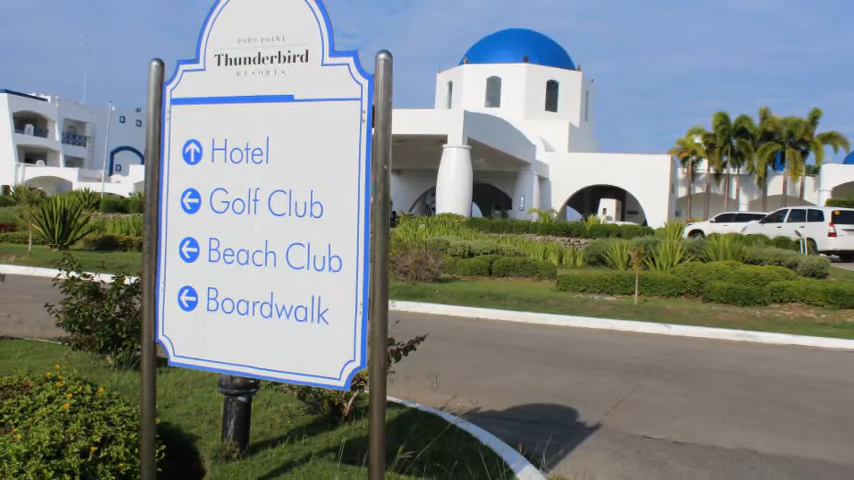 PORO POINT
Thunderbird
RESORTS
Hotel
Golf Club
Beach Club
Boardwalk